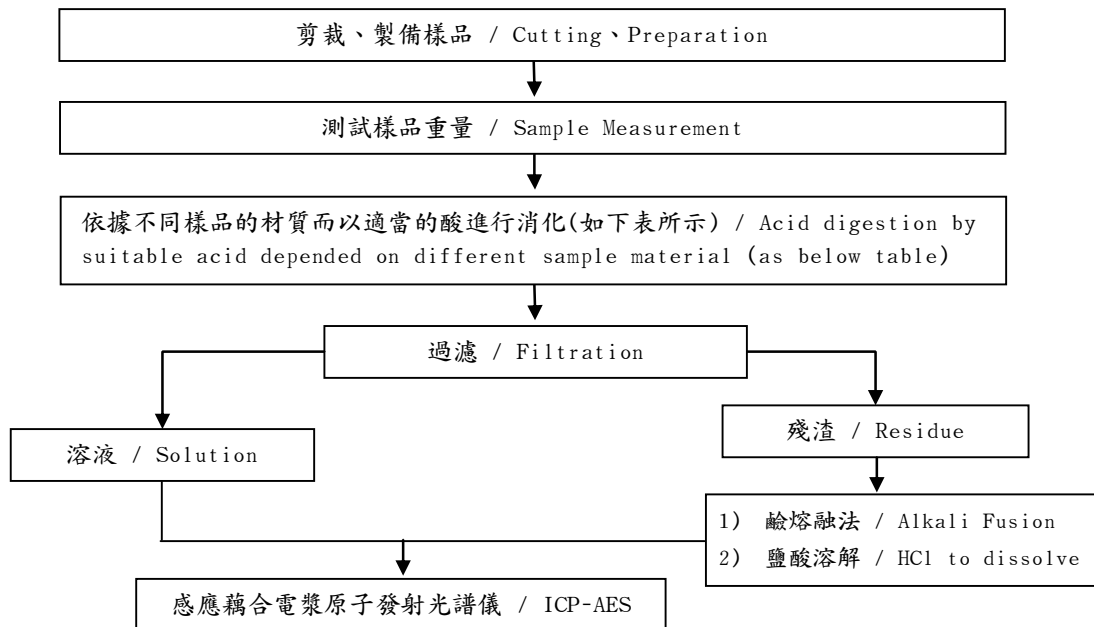 剪裁、製備樣品 / Cutting、Preparation
測試樣品重量 / Sample Measurement
依據不同樣品的材質而以適當的酸進行消化(如下表所示) / Acid digestion by
suitable acid depended on different sample material (as below table)
過濾 / Filtration
溶液 / Solution
殘渣 / Residue
1) 鹼熔融法 / Alkali Fusion
2) 鹽酸溶解 / HCl to dissolve
感應藕合電漿原子發射光譜儀 / ICP-AES